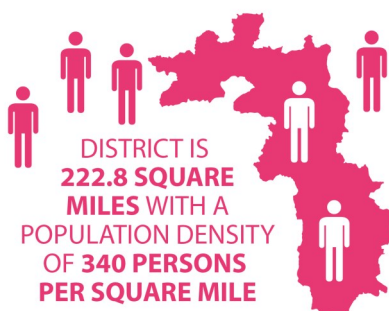 DISTRICT IS
222.8 SQUARE
MILES WITH A
POPULATION DENSITY
OF 340 PERSONS
PER SQUARE MILE